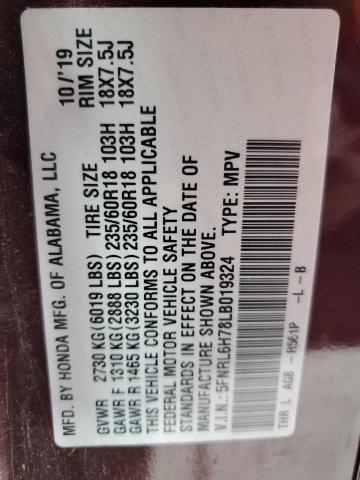 MFD. BY HONDA MFG. OF ALABAMA, LLC 10/'19
TIRE SIZE RIM SIZE
GVWR 2730 KG(6019 LBS)
GAWR F 1310 KG(2888 LBS) 235/60R18 103H 18X7.5J
GAWR R 1465 KG(3230 LBS) 235/60R18 103H 18X7.5J
THIS VEHICLE CONFORMS TO ALL APPLICABLE
FEDERAL MOTOR VEHICLE SAFETY
STANDARDS IN EFFECT ON THE DATE OF
MANUFACTURE SHOWN ABOVE.
V.I.N.:5FNRL6H78LB019324 TYPE: MPV
THR L AG8 -R561P -L -B